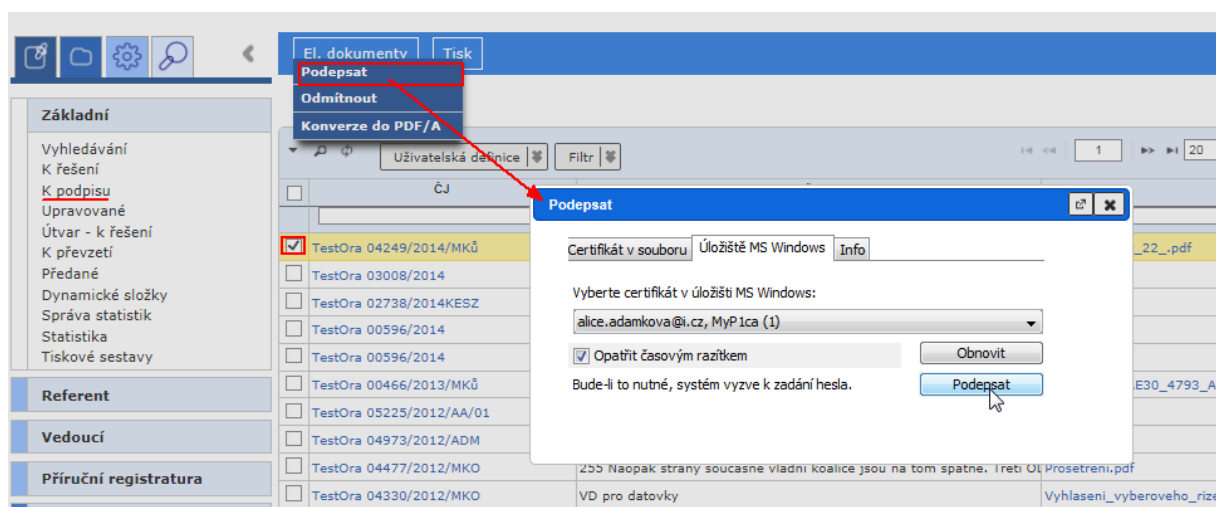 El. dokumenty Tisk
Podepsat
Odmítnout
Konverze do PDF/A
Základní
Vyhledávání
K řešení
K podpisu
Upravované
Útvar - k řešení
K převzetí
Předané
Dynamické složky
Správa statistik
Statistika
Tiskové sestavy
Referent
Vedoucí
Příruční registratura
Uživatelská definice Filtr 1 20
ČJ
TestOra 04249/2014/MKů _22_.pdf
TestOra 03008/2014
TestOra 02738/2014KESZ
TestOra 00596/2014
TestOra 00596/2014
TestOra 00466/2013/MKů E30_4793_A
TestOra 05225/2012/AA/01
TestOra 04973/2012/ADM
TestOra 04477/2012/MKO 255 Naopak strany současné vládní koalice jsou na tom špatně. Třetí Prosetreni.pdf
TestOra 04330/2012/MKO VD pro datovky Vyhlaseni_vyberoveho_rize
Podepsat
Certifikát v souboru Úložiště MS Windows Info
Vyberte certifikát v úložišti MS Windows:
alice.adamkova@i.cz, MyP1ca (1)
Opatřit časovým razítkem Obnovit
Bude-li to nutné, systém vyzve k zadání hesla. Podepsat